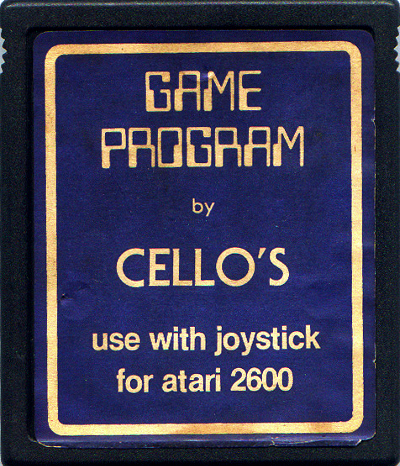 GAME
PROGRAM
by
CELLO'S
use with joystick
for atari 2600